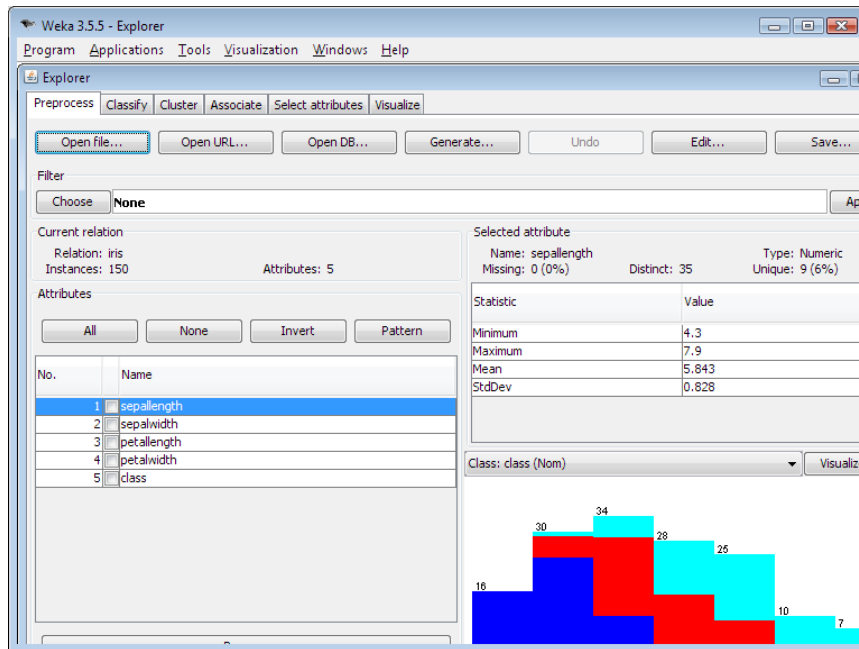 Weka 3.5.5 - Explorer
Program Applications Tools Visualization Windows Help
Explorer
Preprocess Classify Cluster Associate Select attributes Visualize
Open file... Open URL... Open DB... Generate... Undo Edit... Save...
Filter
Choose None
Current relation
Relation: iris
Instances: 150 Attributes: 5
Attributes
All None Invert Pattern
No. Name
1 sepallength
2 sepalwidth
3 petallength
4 petalwidth
5 class
Selected attribute
Name: sepallength Type: Numeric
Missing: 0 (0%) Distinct: 35 Unique: 9 (6%)
Statistic Value
Minimum 4.3
Maximum 7.9
Mean 5.843
StdDev 0.828
Class: class (Nom)
16 30 34 28 25 10 7